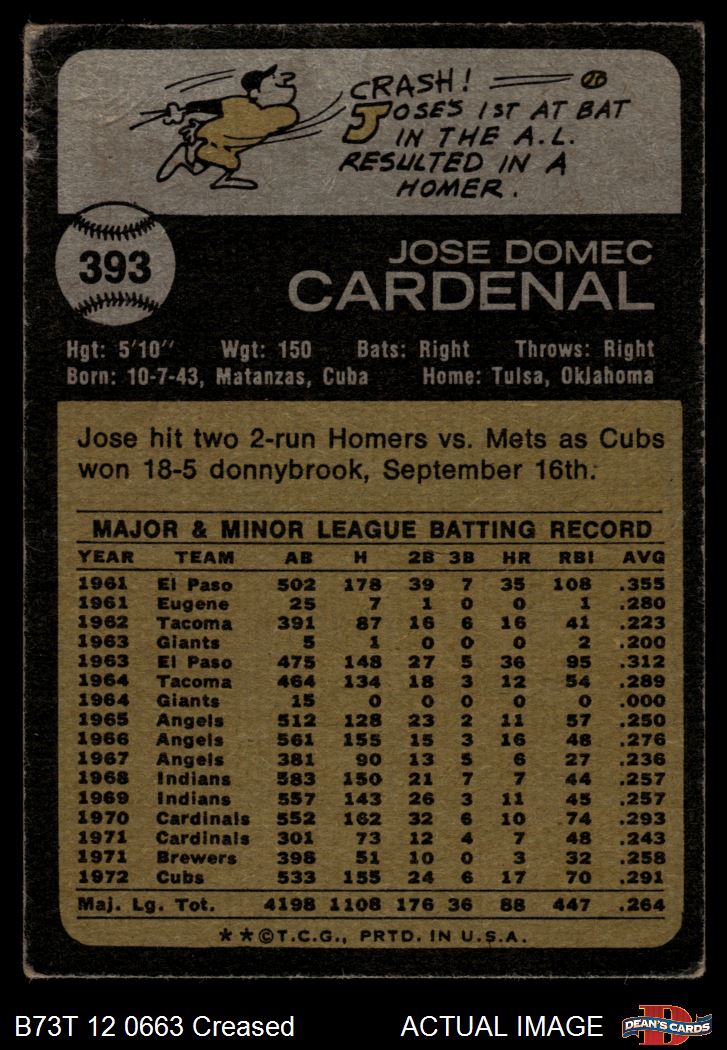 CRASH!
JOSE'S 1ST AT BAT
IN THE A.L.
RESULTED IN A
HOMER.
393
JOSE DOMEC
CARDENAL
Hgt: 5'10" Wgt: 150 Bats: Right Throws: Right
Born: 10-7-43, Matanzas, Cuba Home: Tulsa, Oklahoma
Jose hit two 2-run Homers vs. Mets as Cubs
won 18-5 donnybrook, September 16th.
MAJOR & MINOR LEAGUE BATTING RECORD
YEAR TEAM AB H 2B 3B HR RBI AVG
1961 El Paso 502 178 39 7 35 108 .355
1961 Eugene 25 7 1 0 0 1 .280
1962 Tacoma 391 87 16 6 16 41 .223
1963 Giants 5 1 0 0 0 2 .200
1963 El Paso 475 148 27 5 36 95 .312
1964 Tacoma 464 134 18 3 12 54 .289
1964 Giants 15 0 0 0 0 0 .000
1965 Angels 512 128 23 2 11 57 .250
1966 Angels 561 155 15 3 16 48 .276
1967 Angels 381 90 13 5 6 27 .236
1968 Indians 583 150 21 7 7 44 .257
1969 Indians 557 143 26 3 11 45 .257
1970 Cardinals 552 162 32 6 10 74 .293
1971 Cardinals 301 73 12 4 7 48 .243
1971 Brewers 398 51 10 0 3 32 .258
1972 Cubs 533 155 24 6 17 70 .291
Maj. Lg. Tot. 4198 1108 176 36 88 447 .264
**©T.C.G., PRTD. IN U.S.A.
B73T 12 0663 Creased ACTUAL IMAGE
D
DEAN'S CARDS